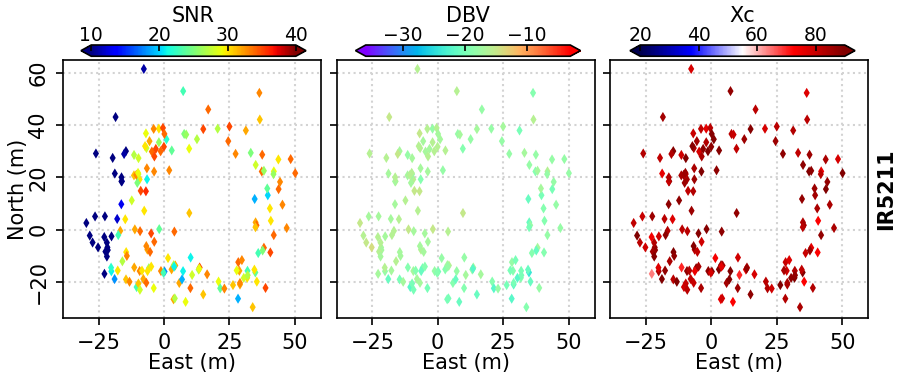 SNR DBV Xc
10 20 30 40 −30 −20 −10 20 40 60 80
60
40
20
0
−20
North (m)
IR5211
−25 0 25 50 −25 0 25 50 −25 0 25 50
East (m) East (m) East (m)